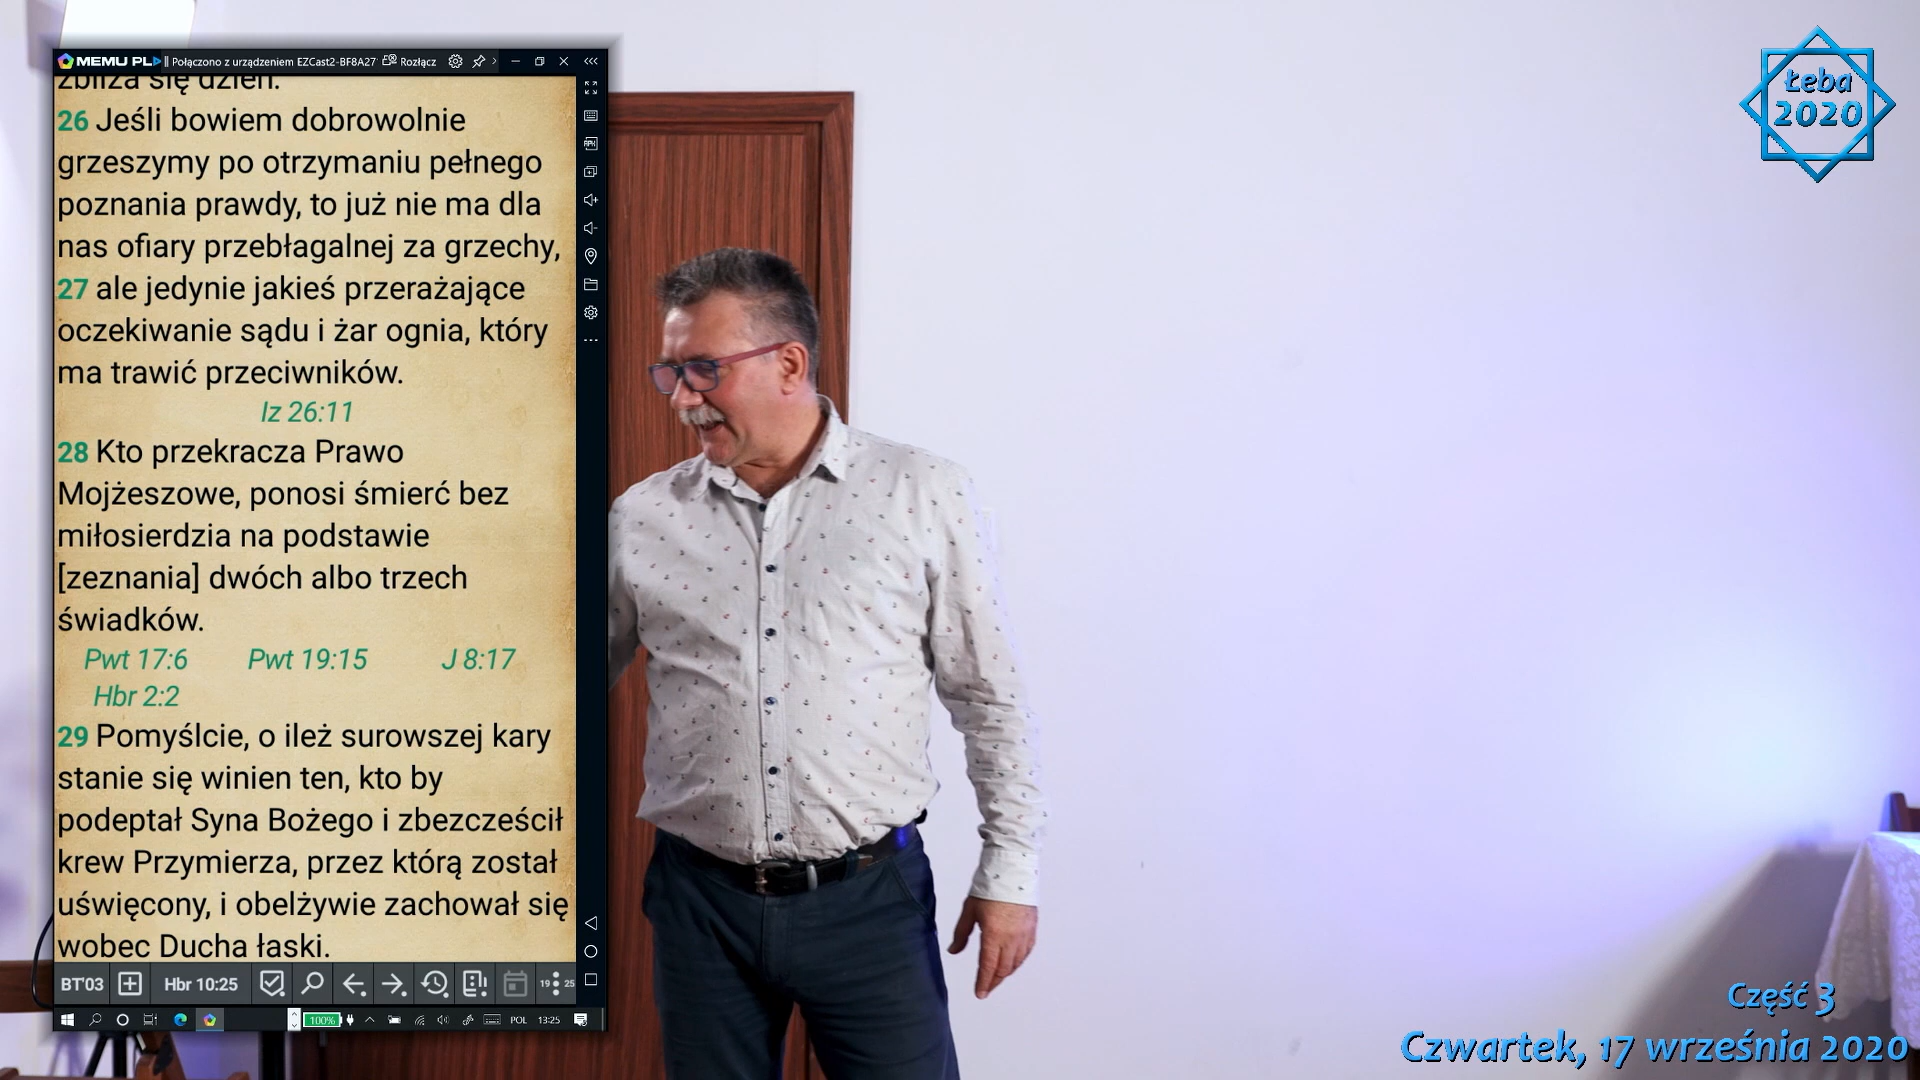 MEMU PL
Połączono z urządzeniem EZCast2-BF8A27
Rozłącz
zbliża się dzień.
26 Jeśli bowiem dobrowolnie
grzeszymy po otrzymaniu pełnego
poznania prawdy, to już nie ma dla
nas ofiary przebłagalnej za grzechy,
27 ale jedynie jakieś przerażające
oczekiwanie sądu i żar ognia, który
ma trawić przeciwników.
Iz 26:11
28 Kto przekracza Prawo
Mojżeszowe, ponosi śmierć bez
miłosierdzia na podstawie
[zeznania] dwóch albo trzech
świadków.
Pwt 17:6 Pwt 19:15 J 8:17
Hbr 2:2
29 Pomyślcie, o ileż surowszej kary
stanie się winien ten, kto by
podeptał Syna Bożego i zbezcześcił
krew Przymierza, przez którą został
uświęcony, i obelżywie zachował się
wobec Ducha łaski.
BT'03 Hbr 10:25 19 25
100% POL 13:25
Łeba
2020
Część 3
Czwartek, 17 września 2020